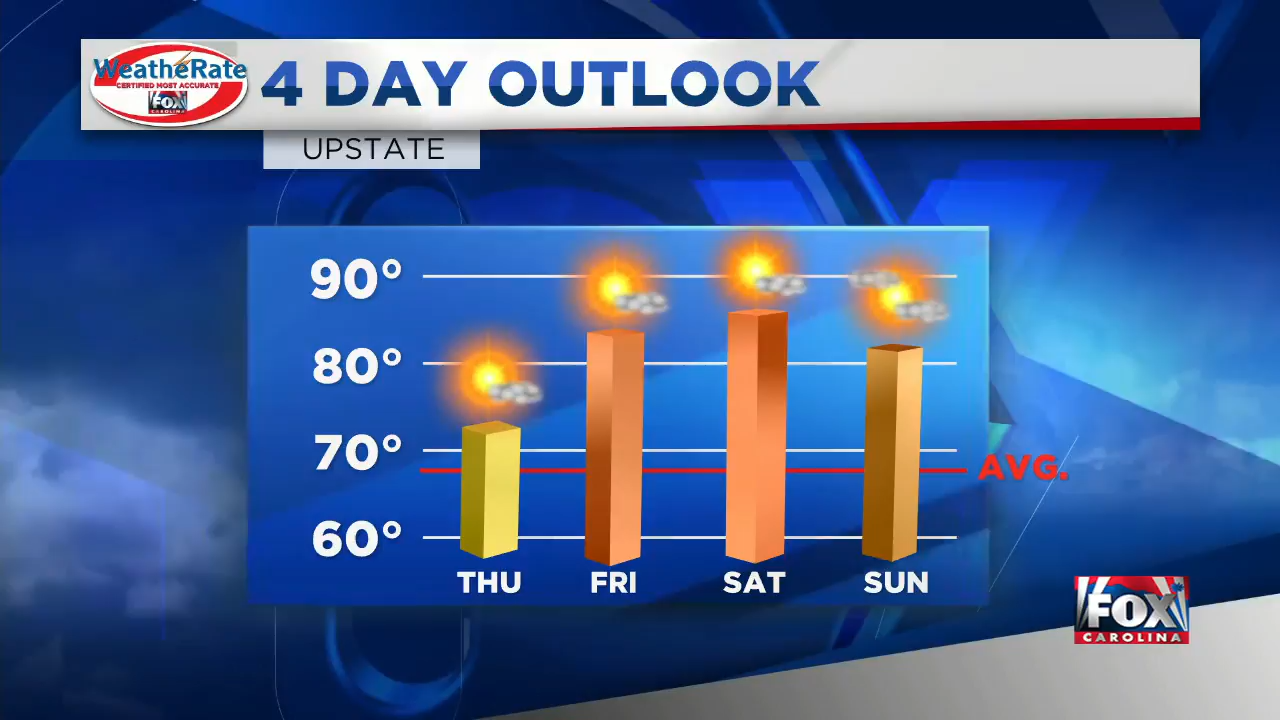 WeatheRate
CERTIFIED MOST ACCURATE
FOX
CAROLINA
4 DAY OUTLOOK
UPSTATE
90°
80°
70°
60°
AVG.
THU FRI SAT SUN
FOX
CAROLINA